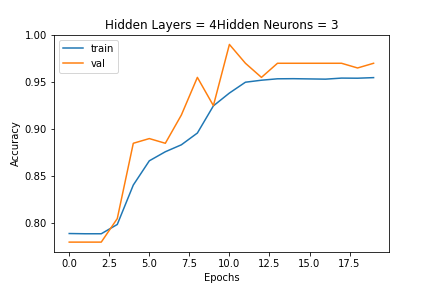 Hidden Layers = 4Hidden Neurons = 3
train
val
Accuracy
1.00
0.95
0.90
0.85
0.80
0.0 2.5 5.0 7.5 10.0 12.5 15.0 17.5
Epochs